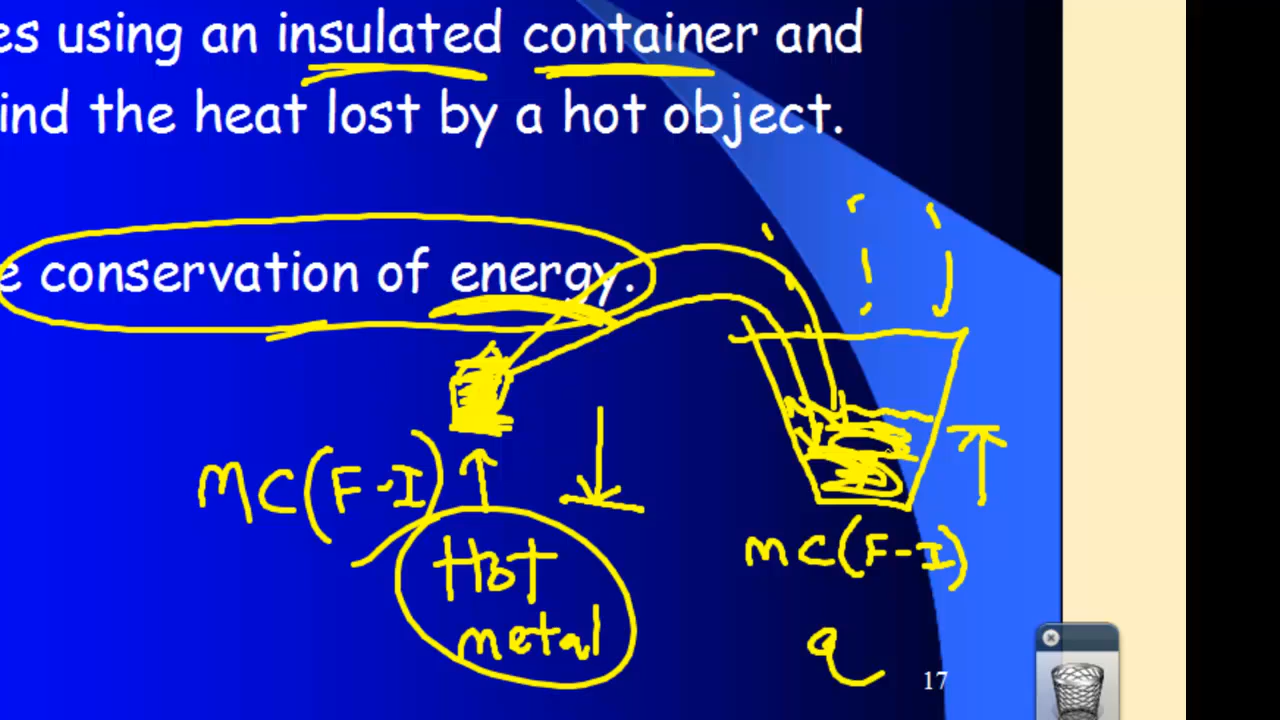 es using an insulated container and
ind the heat lost by a hot object.
e conservation of energy.
MC(F-I)
Hot
metal
mc(F-I)
q
17